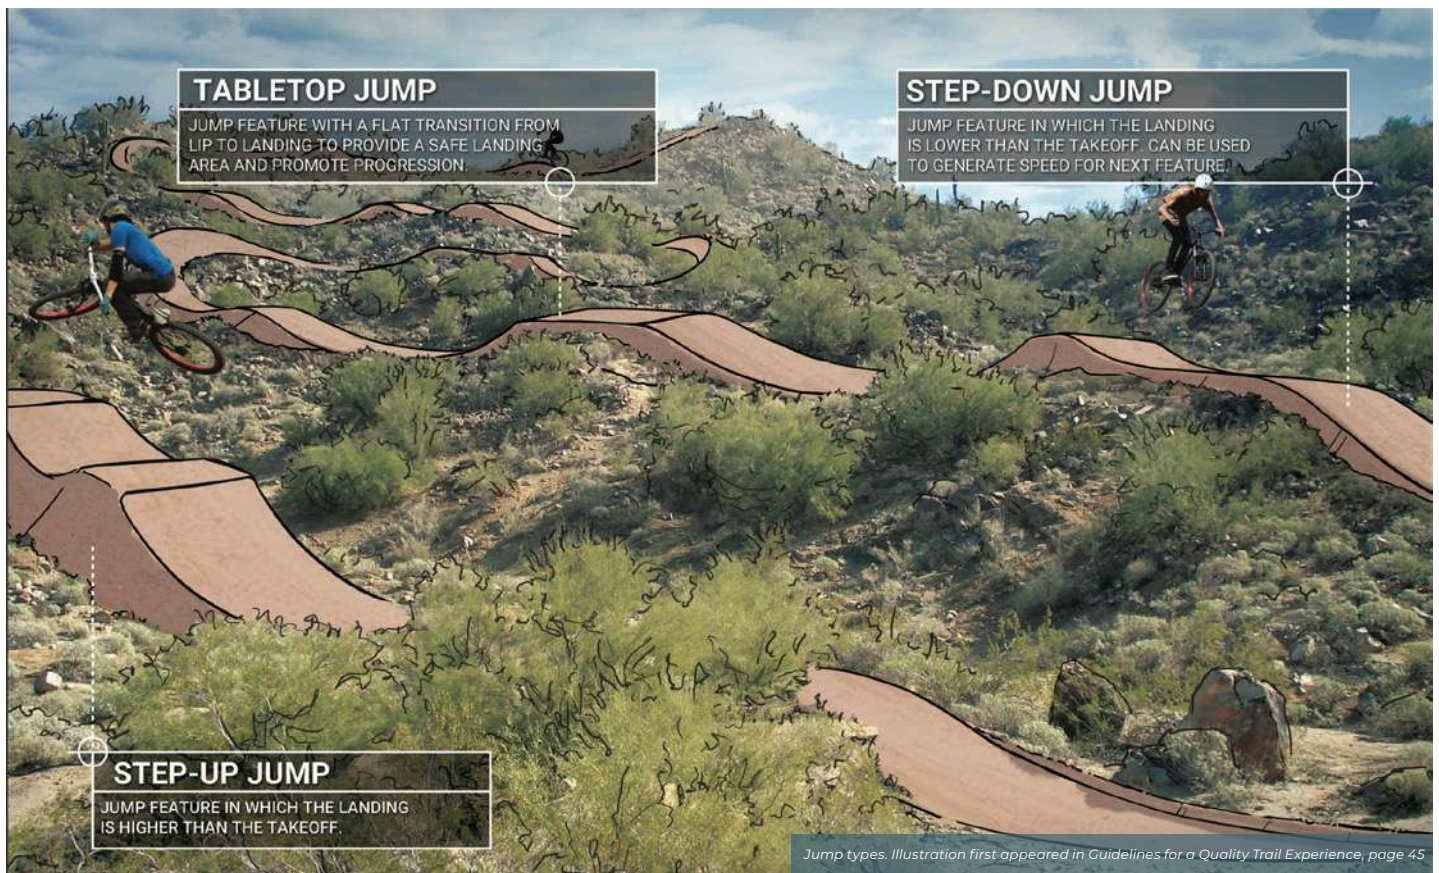 TABLETOP JUMP
JUMP FEATURE WITH A FLAT TRANSITION FROM
LIP TO LANDING TO PROVIDE A SAFE LANDING
AREA AND PROMOTE PROGRESSION.
STEP-DOWN JUMP
JUMP FEATURE IN WHICH THE LANDING
IS LOWER THAN THE TAKEOFF. CAN BE USED
TO GENERATE SPEED FOR NEXT FEATURE.
STEP-UP JUMP
JUMP FEATURE IN WHICH THE LANDING
IS HIGHER THAN THE TAKEOFF.
Jump types. Illustration first appeared in Guidelines for a Quality Trail Experience, page 45